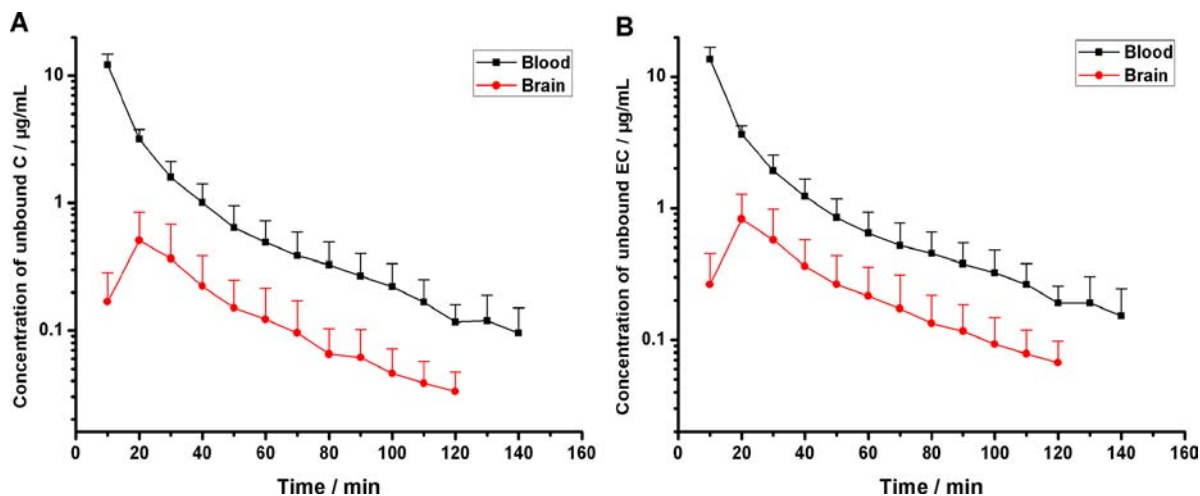 A
Concentration of unbound C / µg/mL
10
1
0.1
Blood
Brain
0 20 40 60 80 100 120 140 160
Time / min
B
Concentration of unbound EC / µg/mL
10
1
0.1
Blood
Brain
0 20 40 60 80 100 120 140 160
Time / min